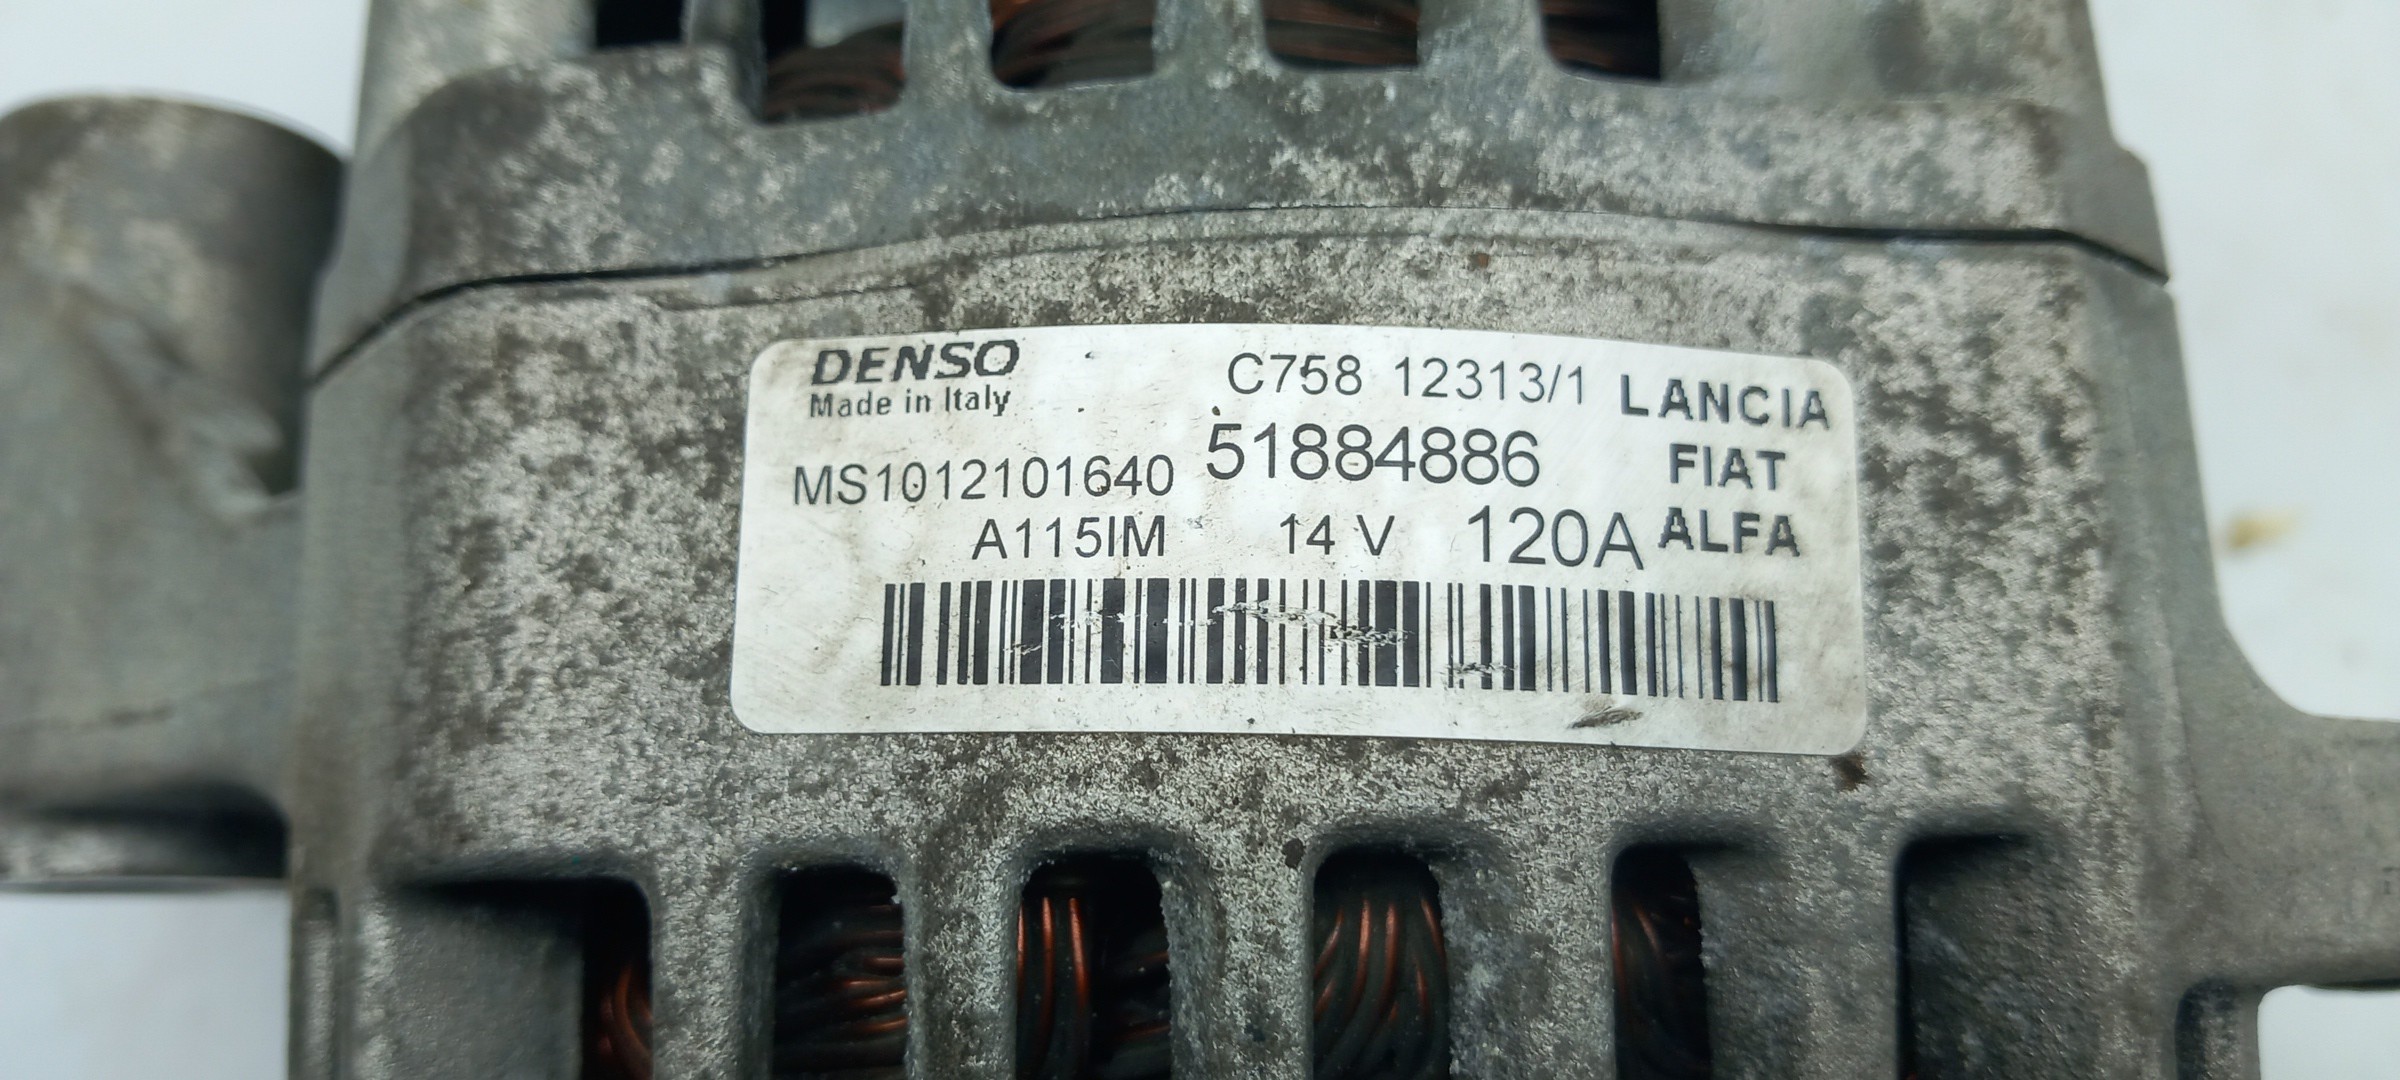 DENSO
Made in Italy
C758 12313/1
LANCIA
MS1012101640
51884886
FIAT
A115IM
14 V
120A
ALFA